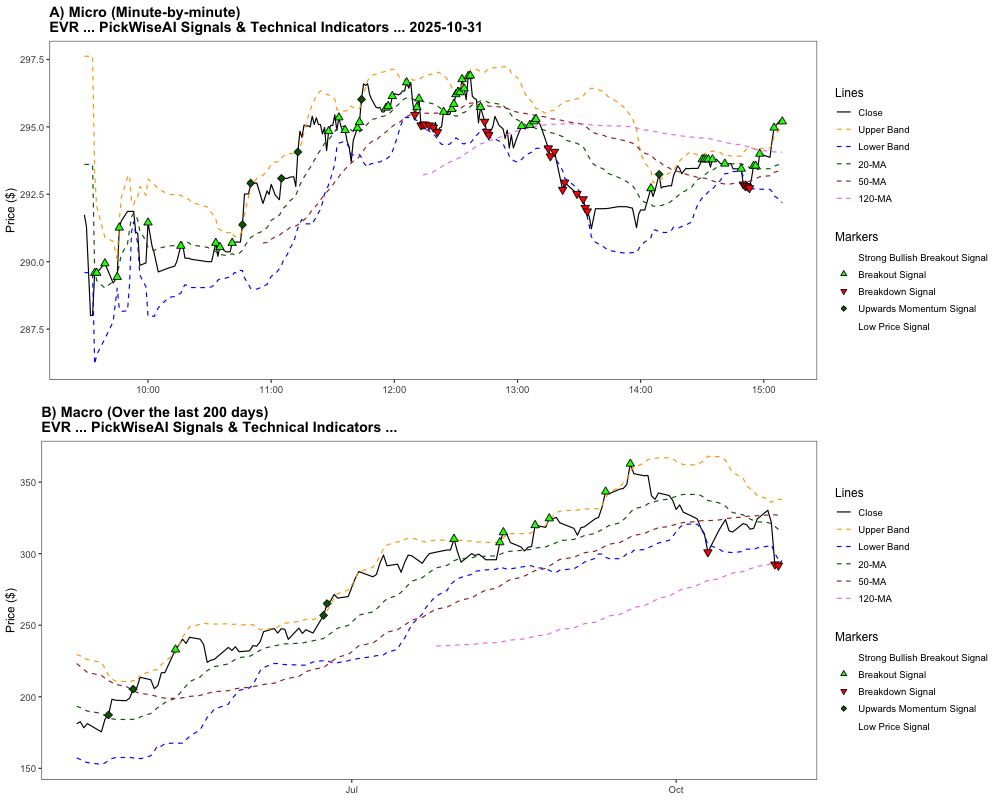 A) Micro (Minute-by-minute)
EVR ... PickWiseAI Signals & Technical Indicators ... 2025-10-31
Price ($)
297.5
295.0
292.5
290.0
287.5
10:00
11:00
12:00
13:00
14:00
15:00
Lines
Close
Upper Band
Lower Band
20-MA
50-MA
120-MA
Markers
Strong Bullish Breakout Signal
Breakout Signal
Breakdown Signal
Upwards Momentum Signal
Low Price Signal
B) Macro (Over the last 200 days)
EVR ... PickWiseAI Signals & Technical Indicators ...
Price ($)
350
300
250
200
150
Jul
Oct
Lines
Close
Upper Band
Lower Band
20-MA
50-MA
120-MA
Markers
Strong Bullish Breakout Signal
Breakout Signal
Breakdown Signal
Upwards Momentum Signal
Low Price Signal